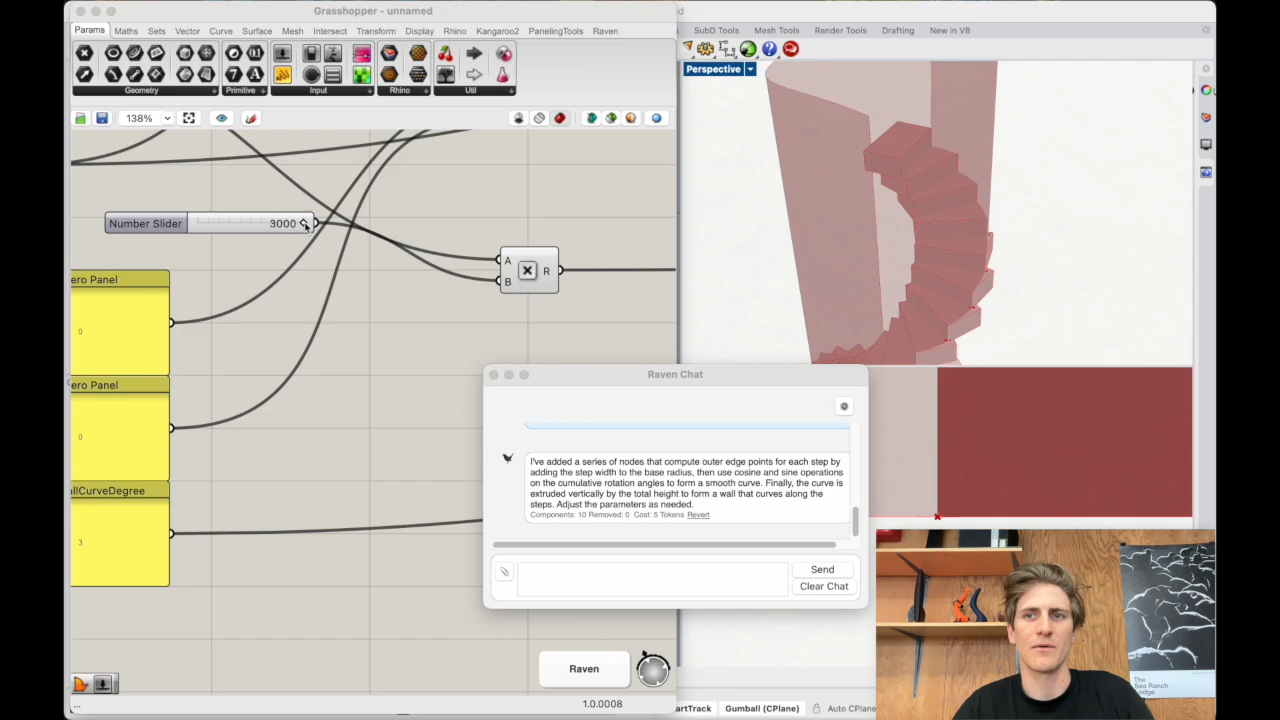 Grasshopper - unnamed
ed
Params Maths Sets Vector Curve Surface Mesh Intersect Transform Display Rhino Kangaroo2 PanelingTools Raven
SubD Tools Mesh Tools Render Tools Drafting New in V8
Geometry Primitive Input Rhino Util
Perspective
138%
Number Slider 3000
A
B
R
ero Panel
0
ero Panel
0
allCurveDegree
3
Raven Chat
I've added a series of nodes that compute outer edge points for each step by
adding the step width to the base radius, then use cosine and sine operations
on the cumulative rotation angles to form a smooth curve. Finally, the curve is
extruded vertically by the total height to form a wall that curves along the
steps. Adjust the parameters as needed.
Components: 10 Removed: 0 Cost: 5 Tokens Revert
Send
Clear Chat
Raven
...
1.0.0008
artTrack Gumball (CPlane) Auto CPlane
The
Sea Ranch
Lodge